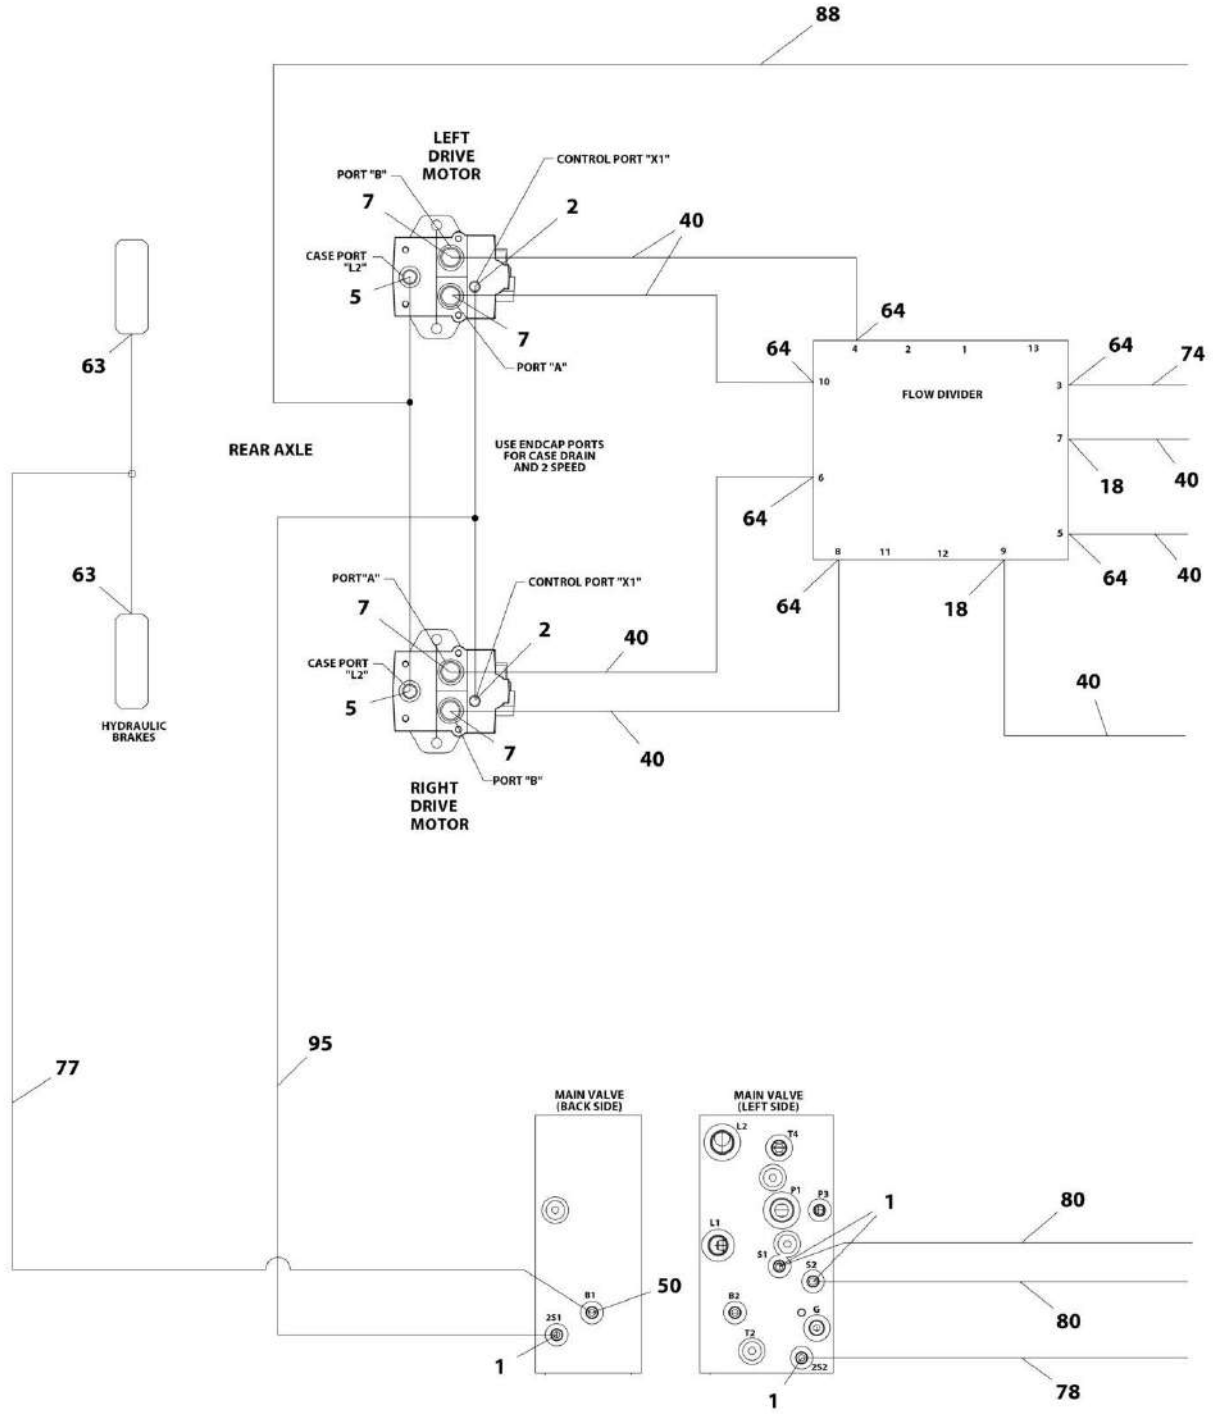 88
LEFT
DRIVE
MOTOR
CONTROL PORT "X1"
PORT "B"
7
2
40
CASE PORT
"L2"
5
7
PORT "A"
64
4
2
1
13
64
10
FLOW DIVIDER
64
3
74
63
REAR AXLE
USE ENDCAP PORTS
FOR CASE DRAIN
AND 2 SPEED
7
18
40
6
64
5
64
40
8
11
12
9
64
18
63
PORT"A"
7
CONTROL PORT "X1"
2
40
CASE PORT
"L2"
5
7
40
40
PORT "B"
HYDRAULIC
BRAKES
RIGHT
DRIVE
MOTOR
95
77
MAIN VALVE
(BACK SIDE)
MAIN VALVE
(LEFT SIDE)
L2
T4
P1
P3
1
80
L1
S1
S2
50
B1
B2
G
80
2S1
T2
1
2S2
78
1